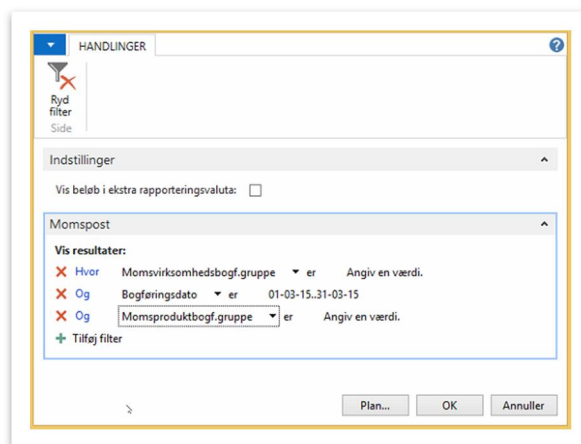 HANDLINGER
Ryd
filter
Side
Indstillinger
Vis beløb i ekstra rapporteringsvaluta:
Momspost
Vis resultater:
Hvor Momsvirksomhedsbogf.gruppe er Angiv en værdi.
Og Bogføringsdato er 01-03-15..31-03-15
Og Momsproduktbogf.gruppe er Angiv en værdi.
Tilføj filter
Plan... OK Annuller